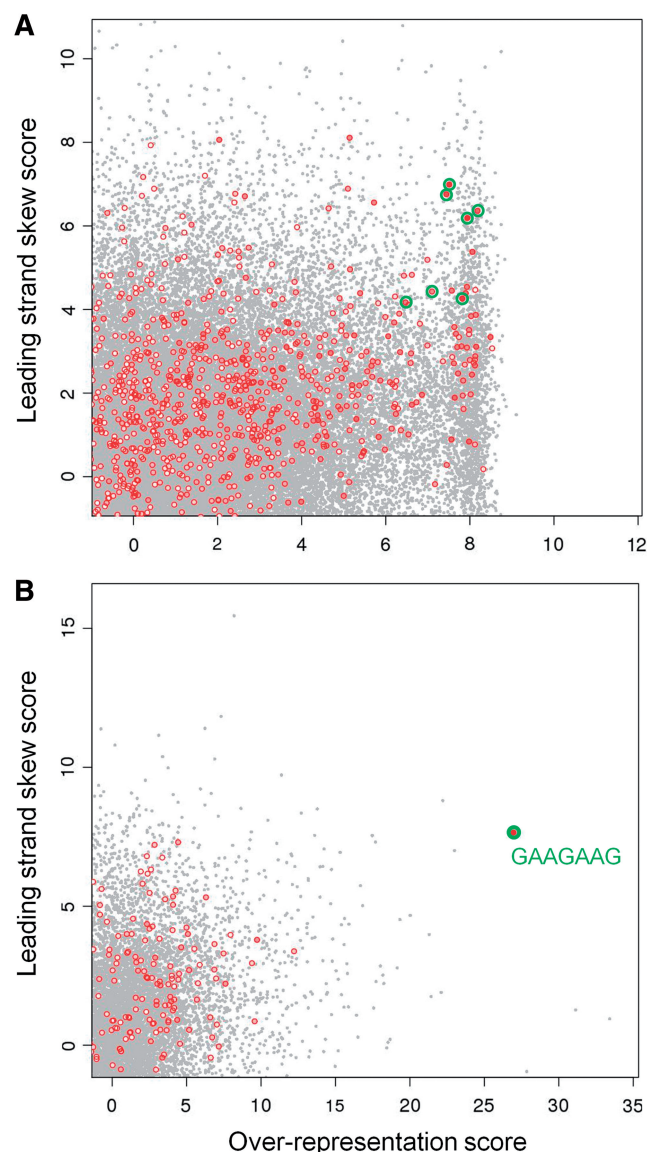 A
Leading strand skew score
10
8
6
4
2
0
0 2 4 6 8 10 12
B
Leading strand skew score
15
10
5
0
GAAGAAG
0 5 10 15 20 25 30 35
Over-representation score